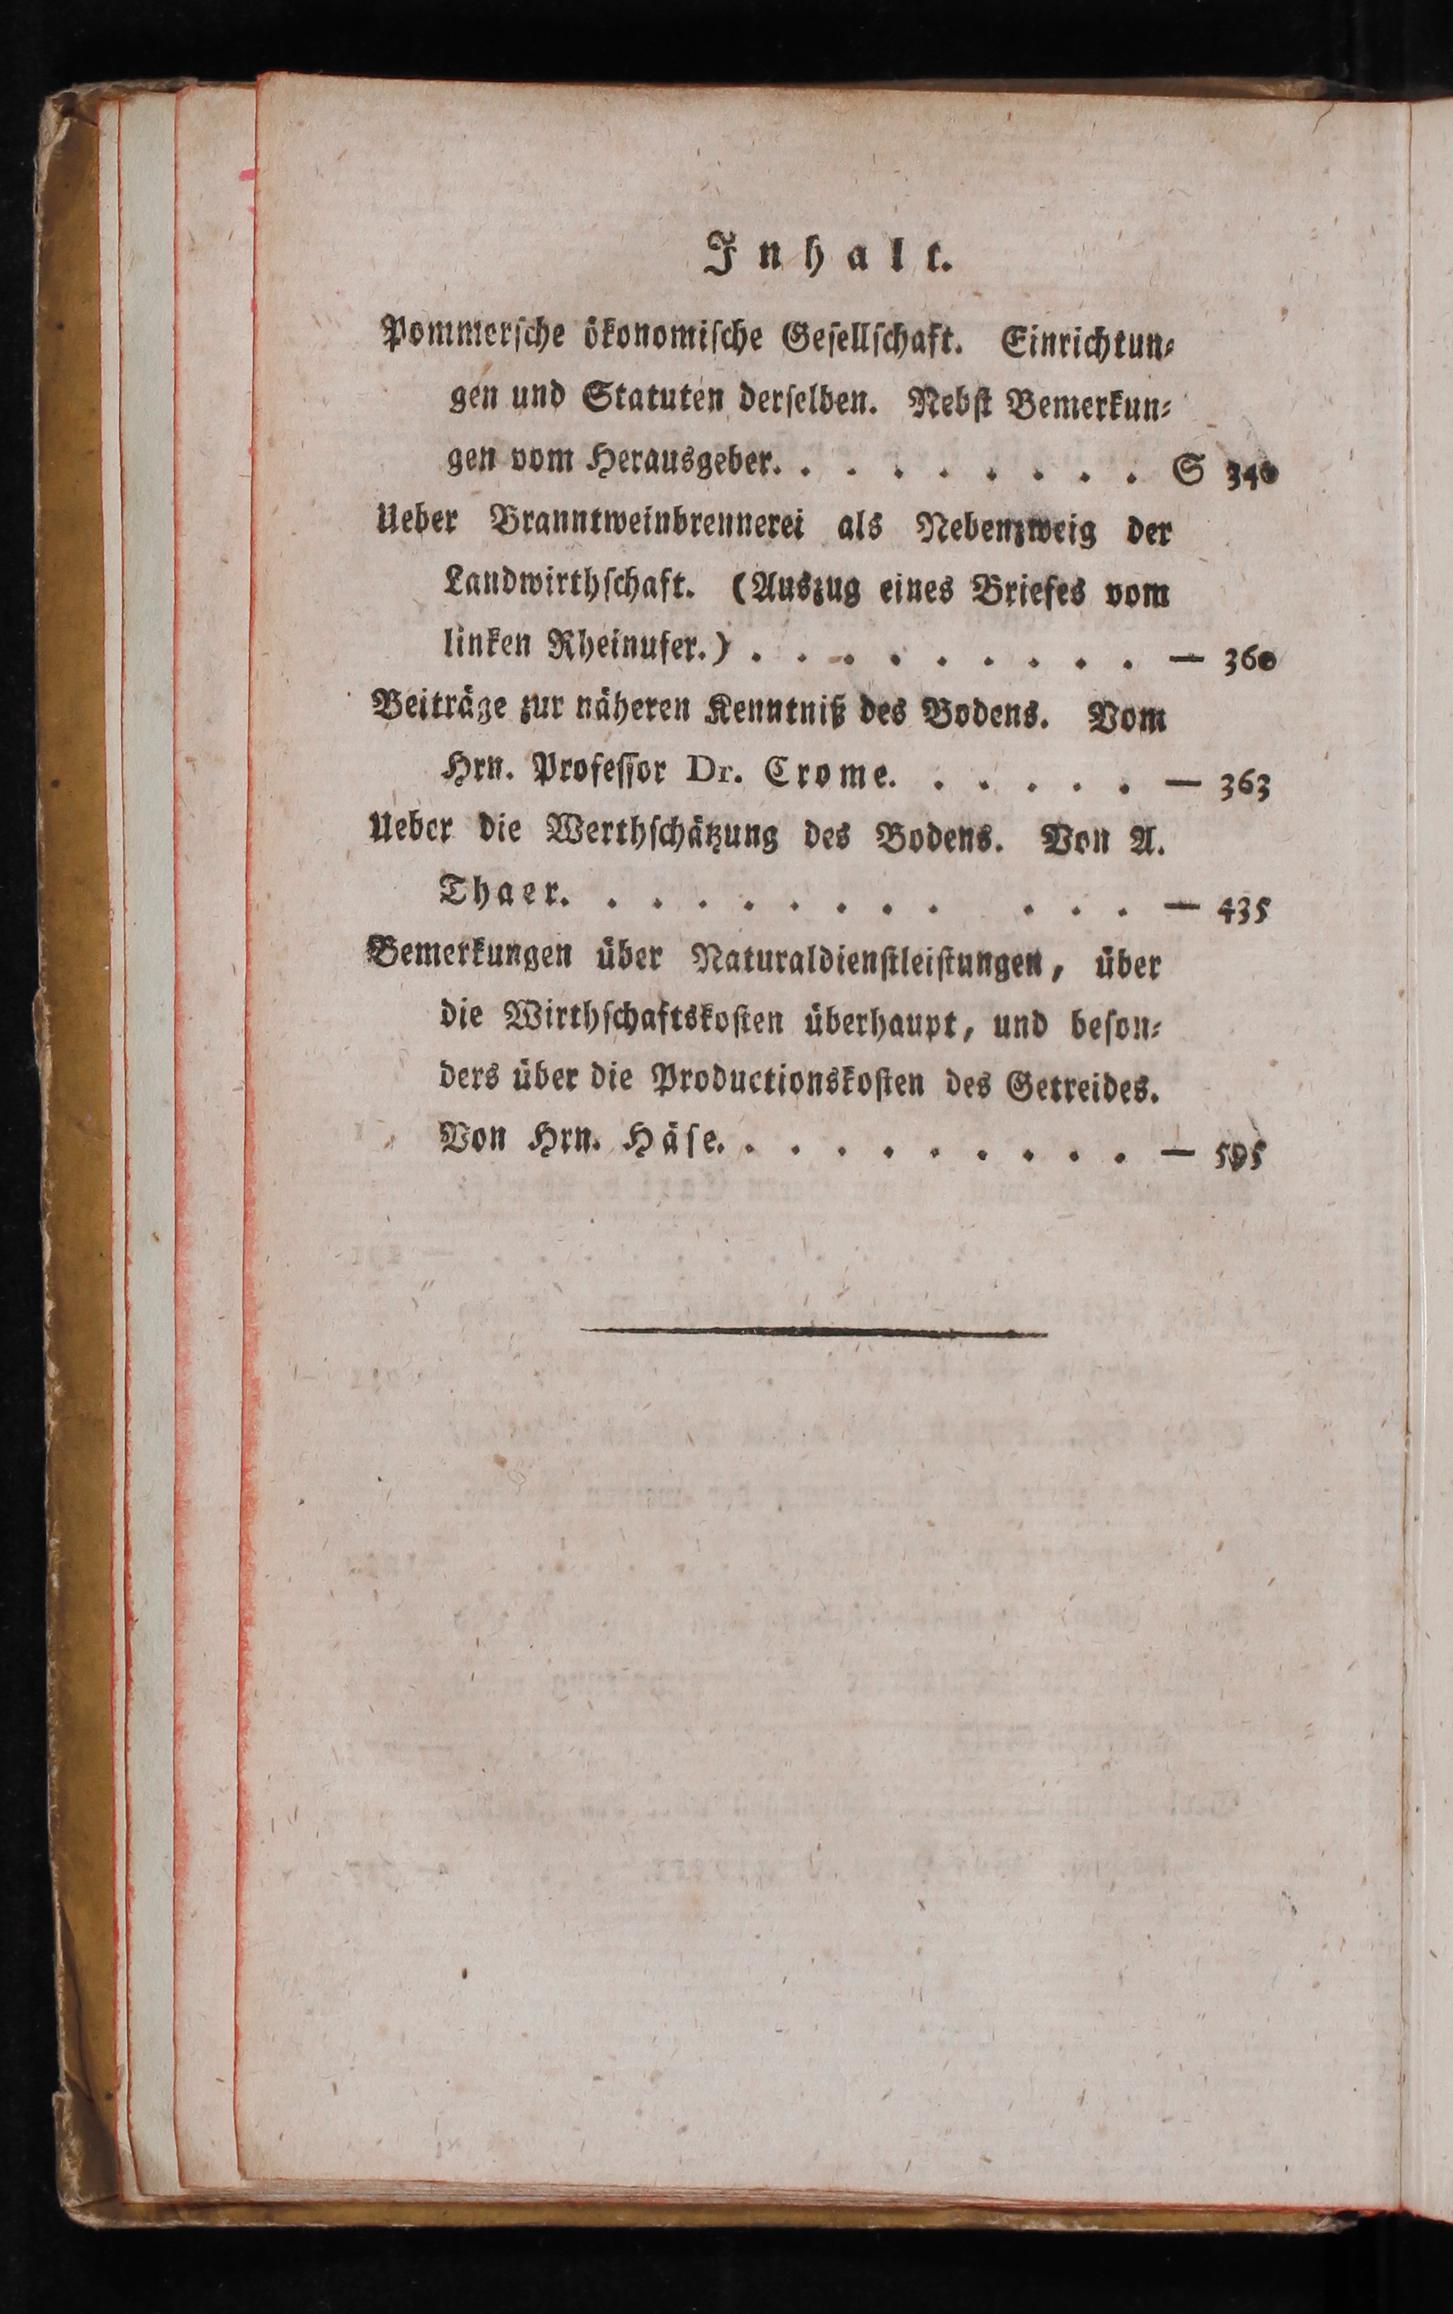 Inhalt.
Pommersche ökonomische Gesellschaft. Einrichtun-
gen und Statuten derselben. Nebst Bemerkun-
gen vom Herausgeber. . . . . . . . . S 340
Ueber Branntweinbrennerei als Nebenzweig der
Landwirthschaft. (Auszug eines Briefes vom
linken Rheinufer.) . . . . . . . . . — 360
Beiträge zur näheren Kenntniß des Bodens. Vom
Hrn. Professor Dr. Crome. . . . . . — 363
Ueber die Werthschätzung des Bodens. Von A.
Thaer. . . . . . . . . . . . — 435
Bemerkungen über Naturaldienstleistungen, über
die Wirthschaftskosten überhaupt, und beson-
ders über die Productionskosten des Getreides.
Von Hrn. Häse. . . . . . . . . . — 505